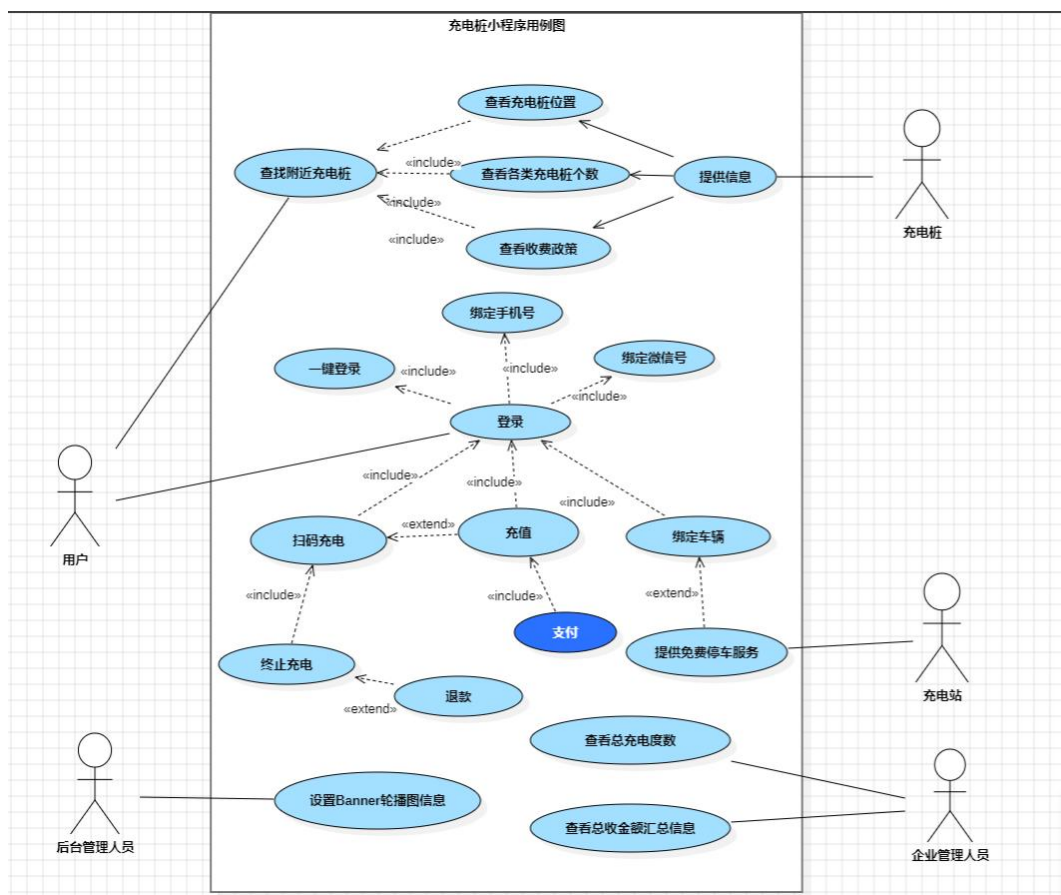 充电桩小程序用例图
查看充电桩位置
«include»
查找附近充电桩
查看各类充电桩个数
提供信息
«include»
充电桩
«include»
查看收费政策
绑定手机号
绑定微信号
一键登录
«include»
«include»
«include»
登录
«include»
«include»
«include»
用户
扫码充电
«extend»
充值
绑定车辆
«include»
«include»
«extend»
支付
提供免费停车服务
终止充电
退款
充电站
«extend»
查看总充电度数
设置Banner轮播图信息
查看总收金额汇总信息
后台管理人员
企业管理人员